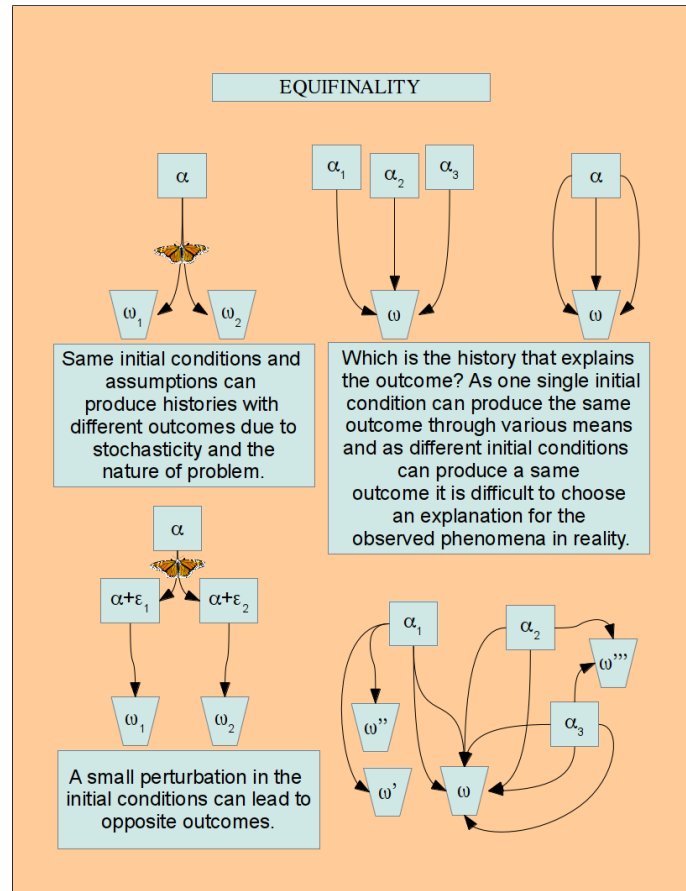 EQUIFINALITY
α
ω₁
ω₂
Same initial conditions and
assumptions can
produce histories with
different outcomes due to
stochasticity and the
nature of problem.
α₁
α₂
α₃
ω
α
ω
Which is the history that explains
the outcome? As one single initial
condition can produce the same
outcome through various means
and as different initial conditions
can produce a same
outcome it is difficult to choose
an explanation for the
observed phenomena in reality.
α
α+ε₁
α+ε₂
ω₁
ω₂
A small perturbation in the
initial conditions can lead to
opposite outcomes.
α₁
α₂
ω'''
ω''
α₃
ω'
ω